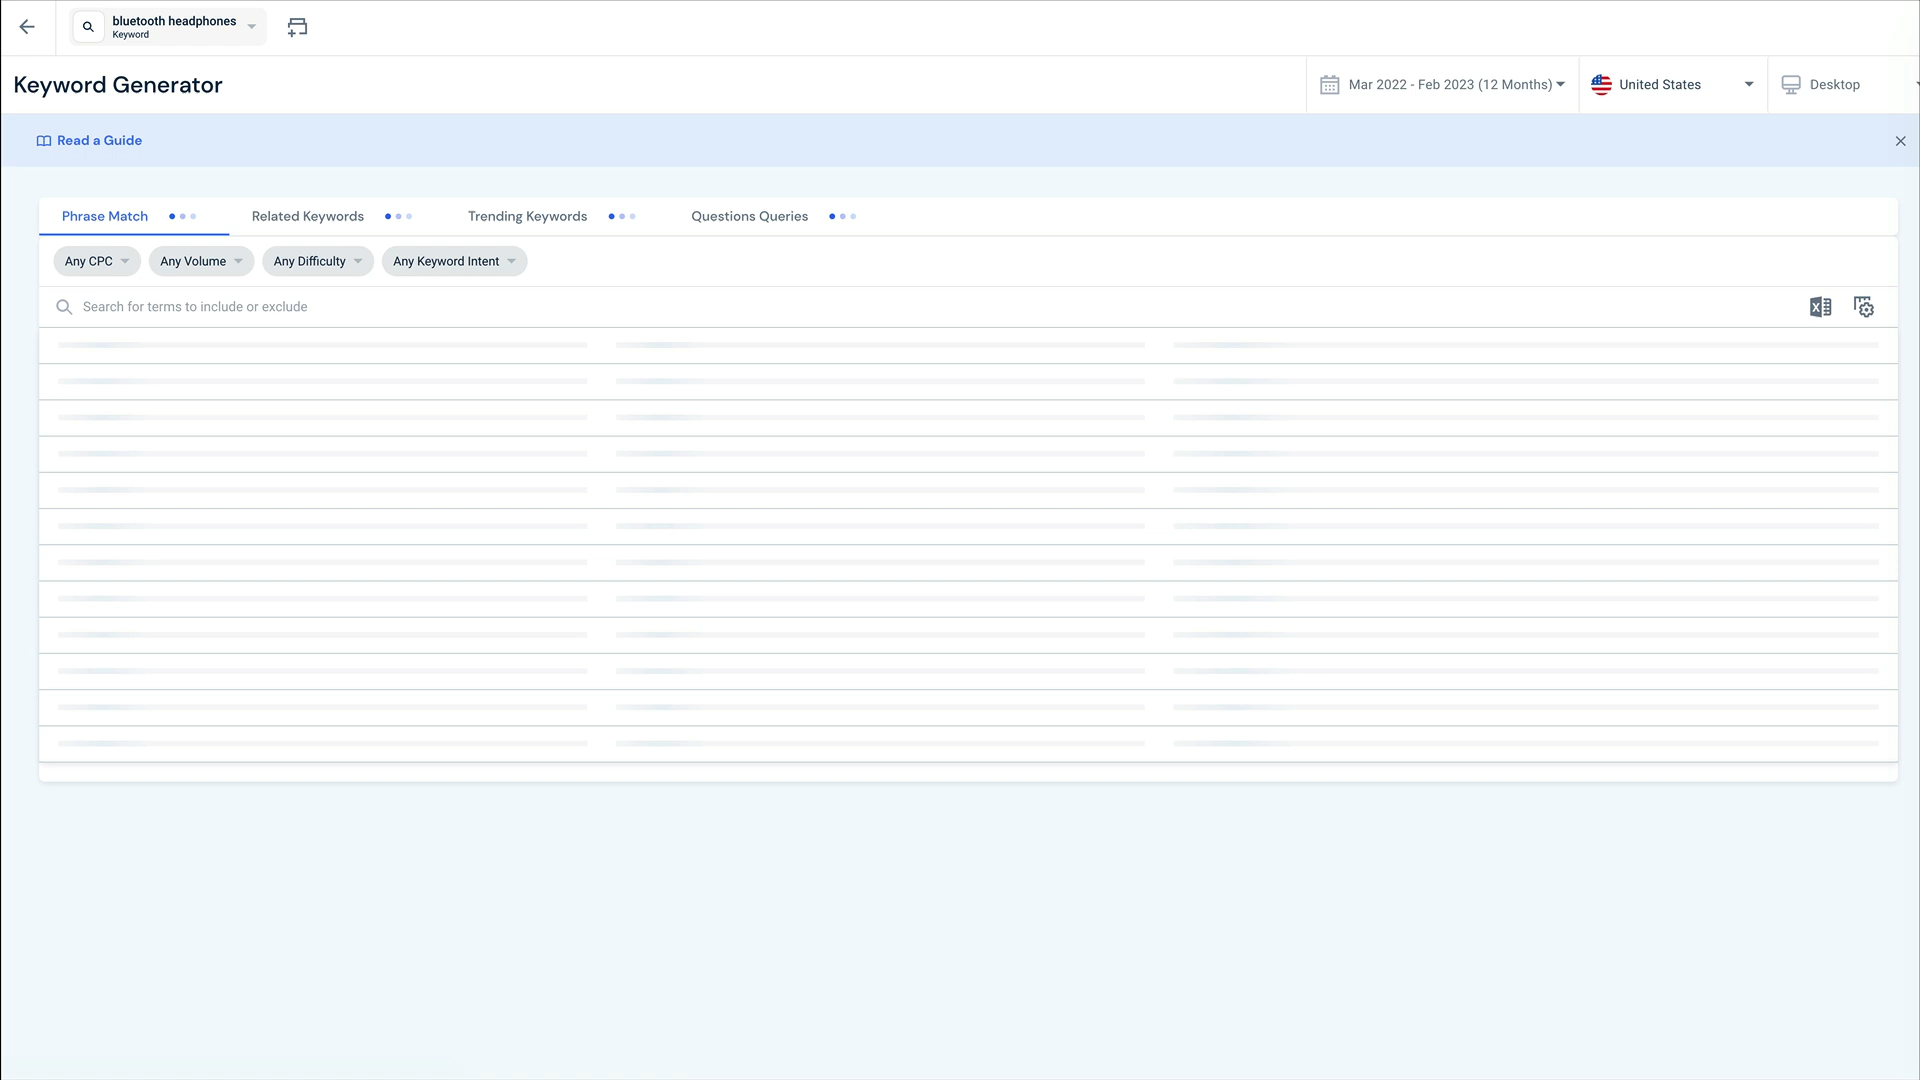 bluetooth headphones
Keyword
Keyword Generator
Mar 2022 - Feb 2023 (12 Months)
United States
Desktop
Read a Guide
Phrase Match
Related Keywords
Trending Keywords
Questions Queries
Any CPC
Any Volume
Any Difficulty
Any Keyword Intent
Search for terms to include or exclude